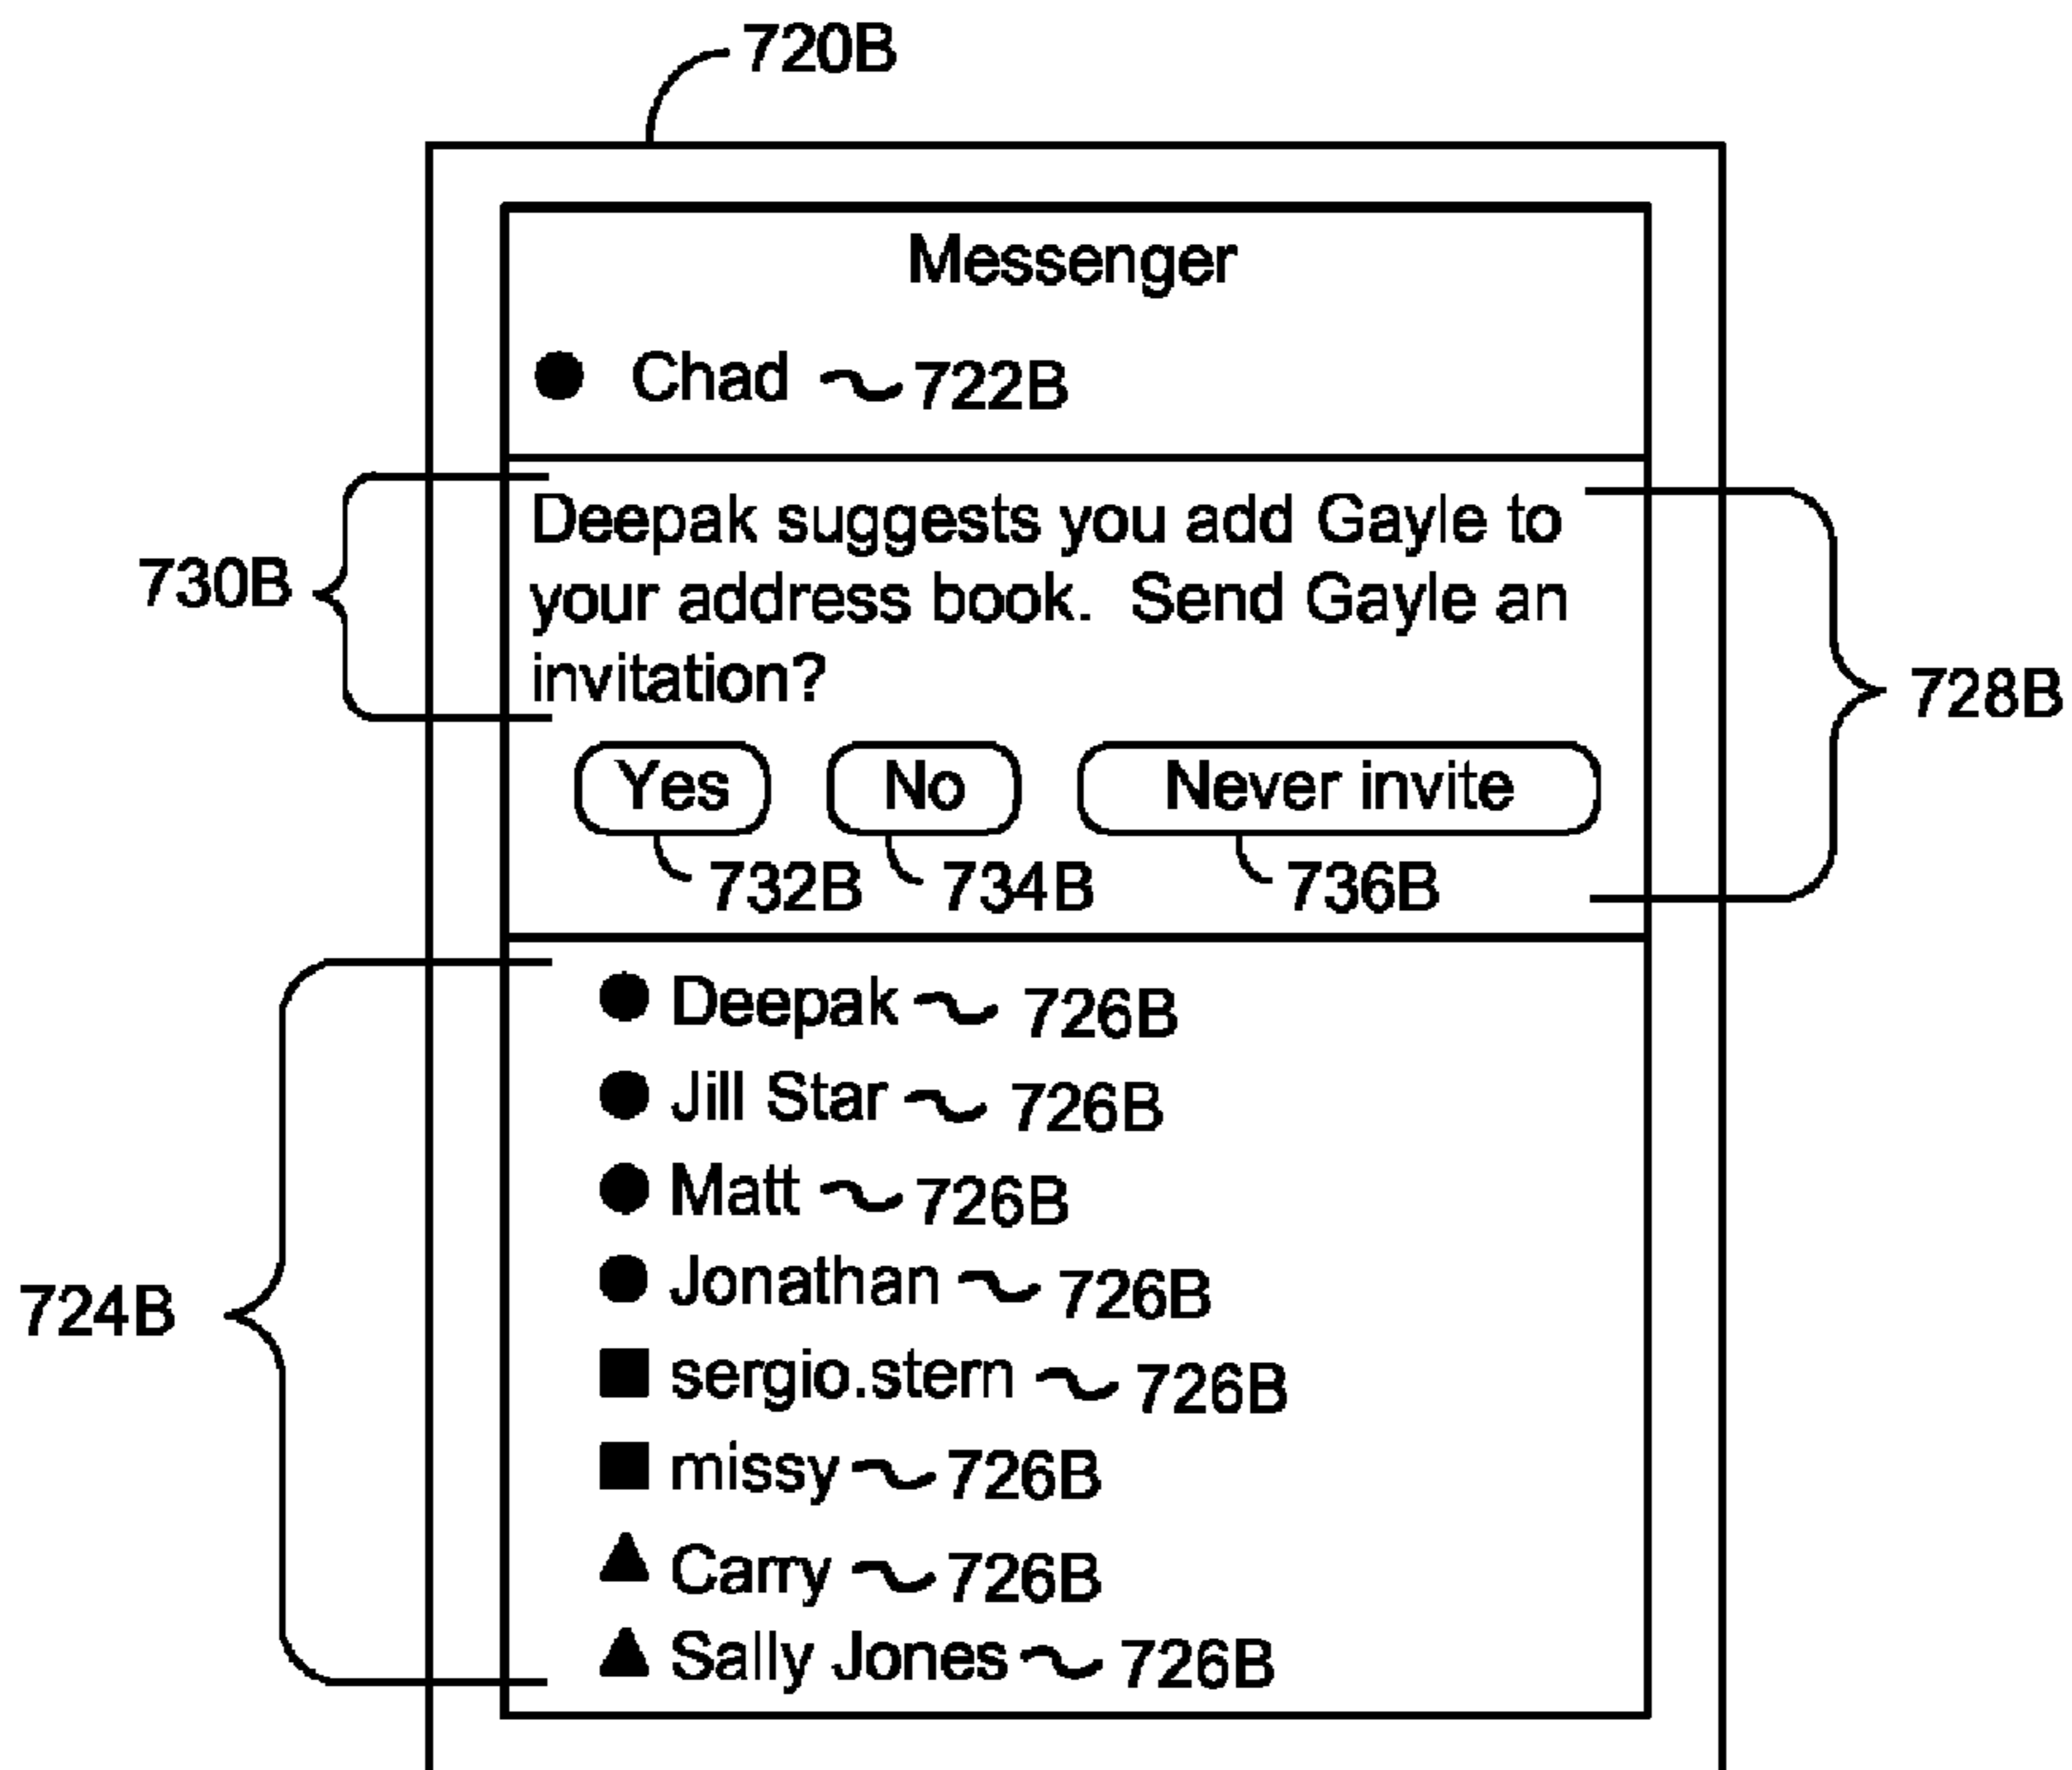 720B
Messenger
Chad 722B
Deepak suggests you add Gayle to
your address book. Send Gayle an
invitation?
730B
728B
Yes No Never invite
732B 734B 736B
Deepak 726B
Jill Star 726B
Matt 726B
Jonathan 726B
724B
sergio.stern 726B
missy 726B
Carry 726B
Sally Jones 726B